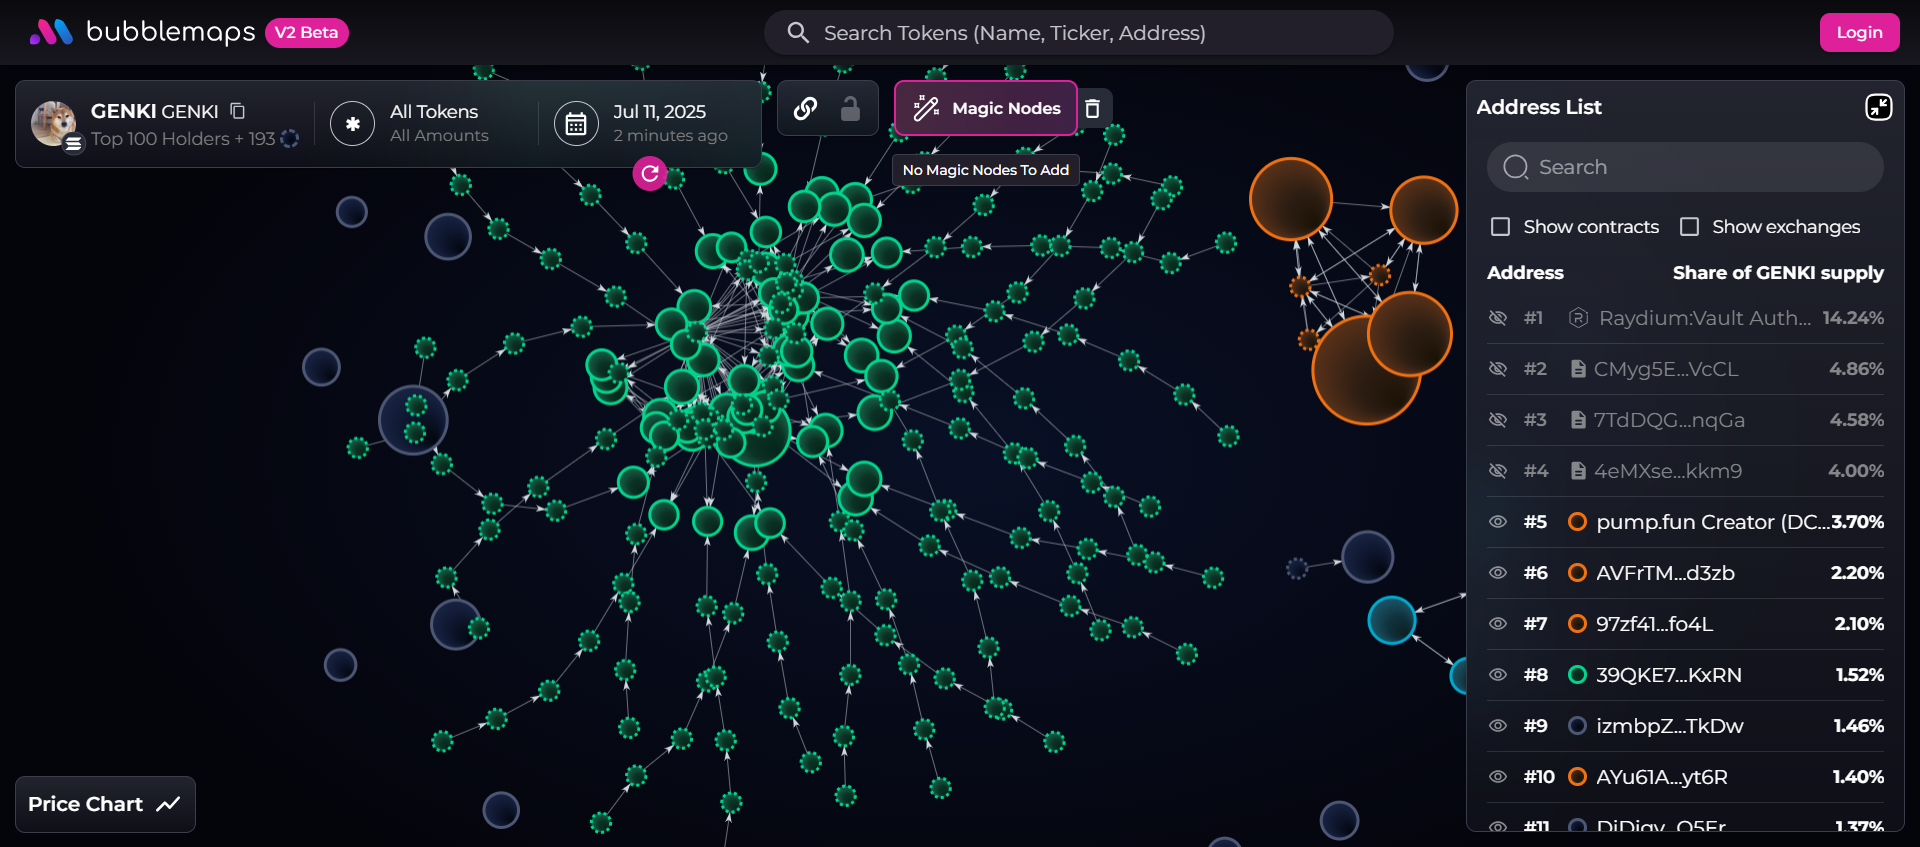 bubblemaps V2 Beta
Search Tokens (Name, Ticker, Address)
Login
GENKI GENKI
Top 100 Holders + 193
All Tokens
All Amounts
Jul 11, 2025
2 minutes ago
Magic Nodes
No Magic Nodes To Add
Address List
Search
Show contracts
Show exchanges
Address Share of GENKI supply
#1 Raydium:Vault Auth... 14.24%
#2 CMyg5E...VcCL 4.86%
#3 7TdDQG...nqGa 4.58%
#4 4eMXse...kkm9 4.00%
#5 pump.fun Creator (DC... 3.70%
#6 AVFrTM...d3zb 2.20%
#7 97zf41...fo4L 2.10%
#8 39QKE7...KxRN 1.52%
#9 izmbpZ...TkDw 1.46%
#10 AYu61A...yt6R 1.40%
#11 1.37%
Price Chart